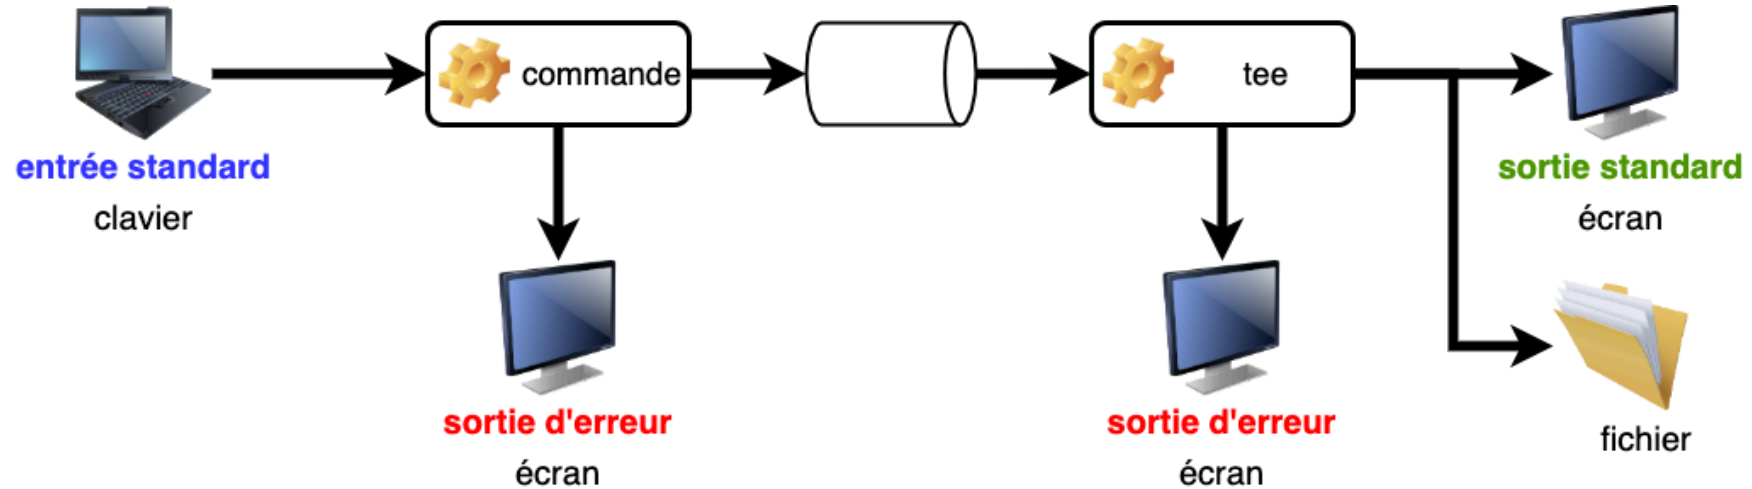 commande
tee
entrée standard
clavier
sortie standard
écran
sortie d'erreur
écran
sortie d'erreur
écran
fichier